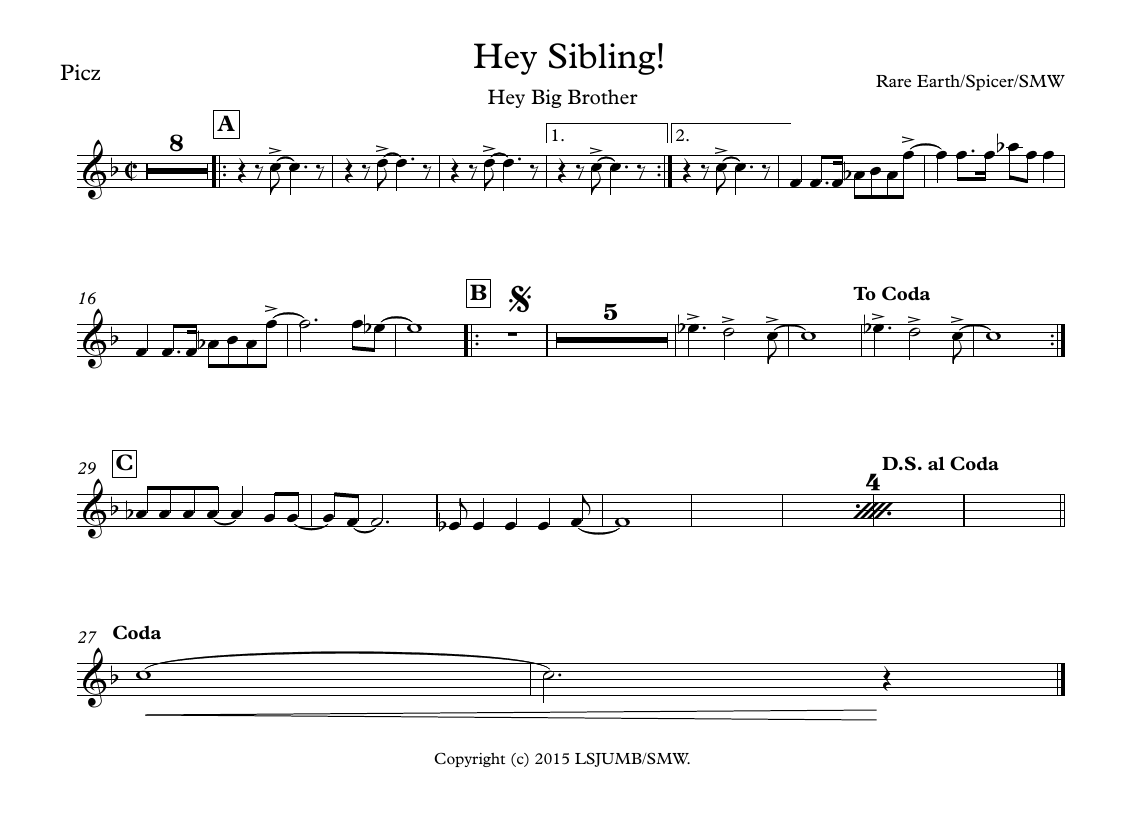 Hey Sibling!
Picz
Rare Earth/Spicer/SMW
Hey Big Brother
A
8
1.
2.
16
B
5
To Coda
29
C
D.S. al Coda
4
27
Coda
Copyright (c) 2015 LSJUMB/SMW.